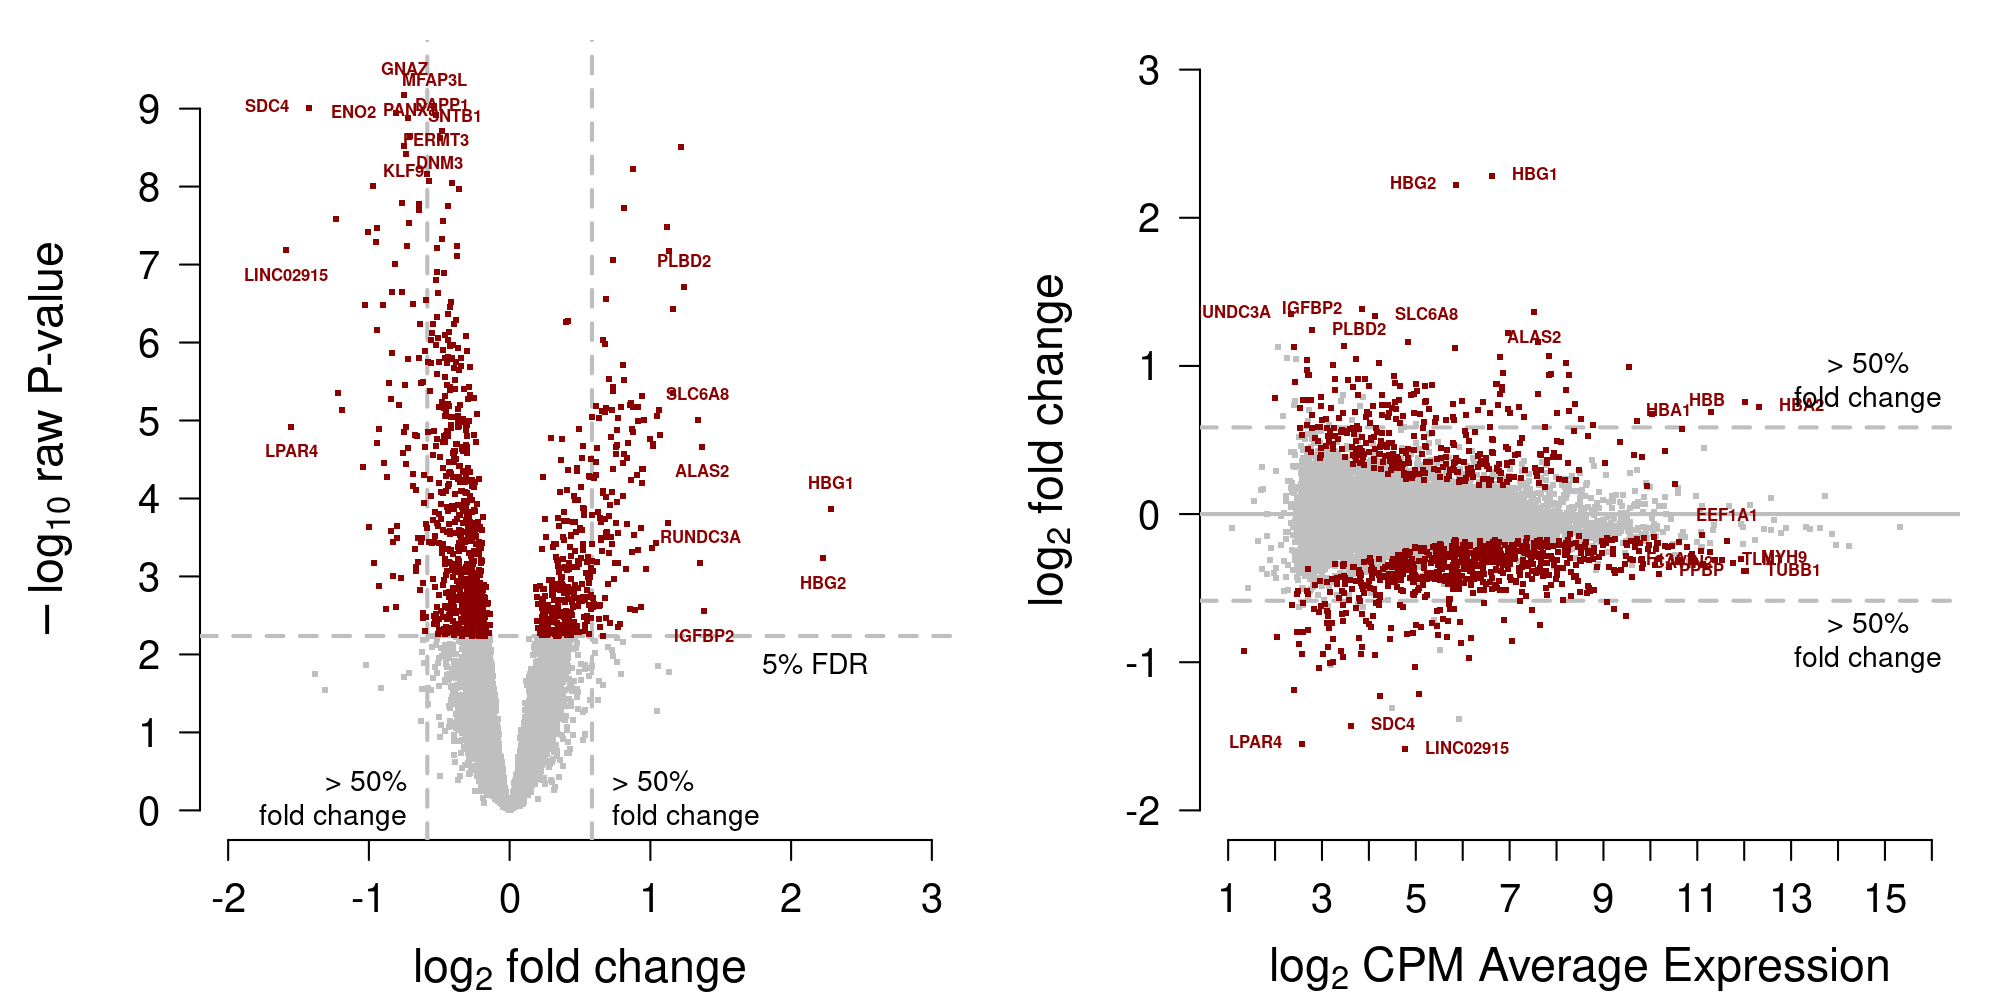 GNAZ
MFAP3L
SDC4
ENO2
DAPP1
SNTB1
FERMT3
DNM3
KLF9
LINC02915
LPAR4
PLBD2
SLC6A8
ALAS2
HBG1
RUNDC3A
HBG2
IGFBP2
5% FDR
> 50%
fold change
> 50%
fold change
9
8
7
6
5
4
3
2
1
0
− log10 raw P-value
-2
-1
0
1
2
3
log2 fold change
3
2
1
0
-1
-2
log2 fold change
HBG2
HBG1
UNDC3A
IGFBP2
PLBD2
SLC6A8
ALAS2
> 50%
fold change
HBA1
HBB
HBA2
EEF1A1
MYH9
PPBP
TUBB1
> 50%
fold change
SDC4
LPAR4
LINC02915
1
3
5
7
9
11
13
15
log2 CPM Average Expression